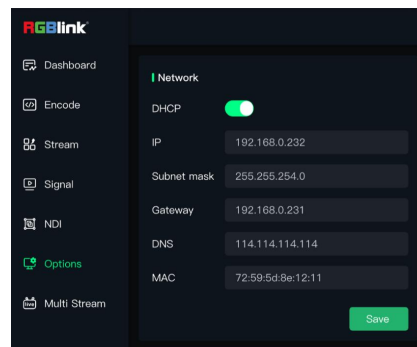 RGBlink
Dashboard
Encode
Stream
Signal
NDI
Options
Multi Stream
Network
DHCP
IP 192.168.0.232
Subnet mask 255.255.254.0
Gateway 192.168.0.231
DNS 114.114.114.114
MAC 72:59:5d:8e:12:11
Save